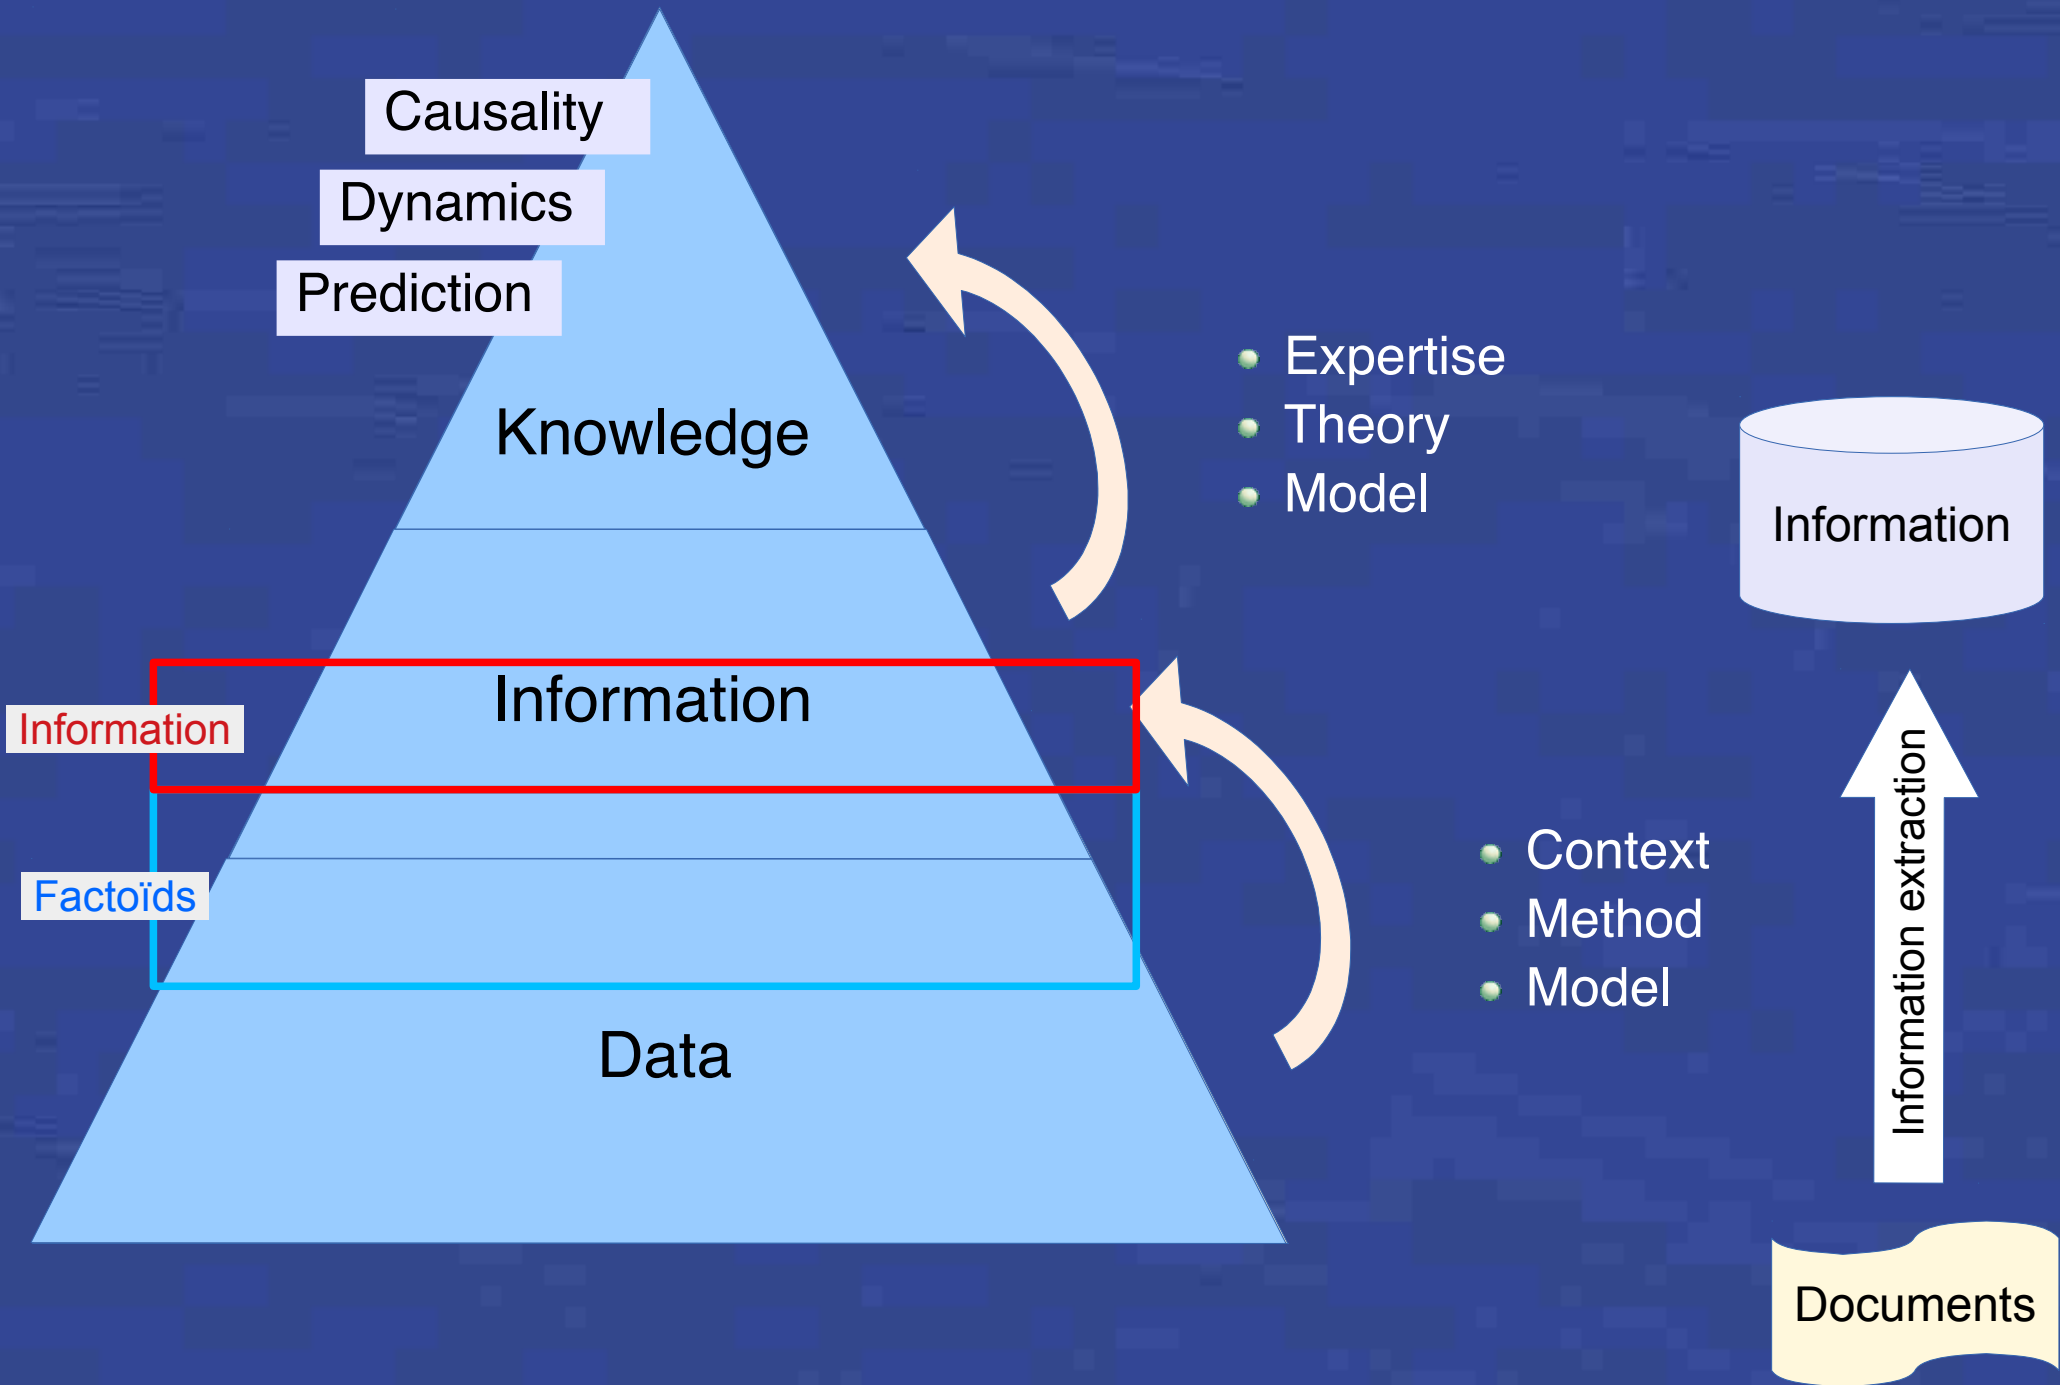 Causality
Dynamics
Prediction
Knowledge
Information
Information
Factoïds
Data
Expertise
Theory
Model
Context
Method
Model
Information
Information extraction
Documents